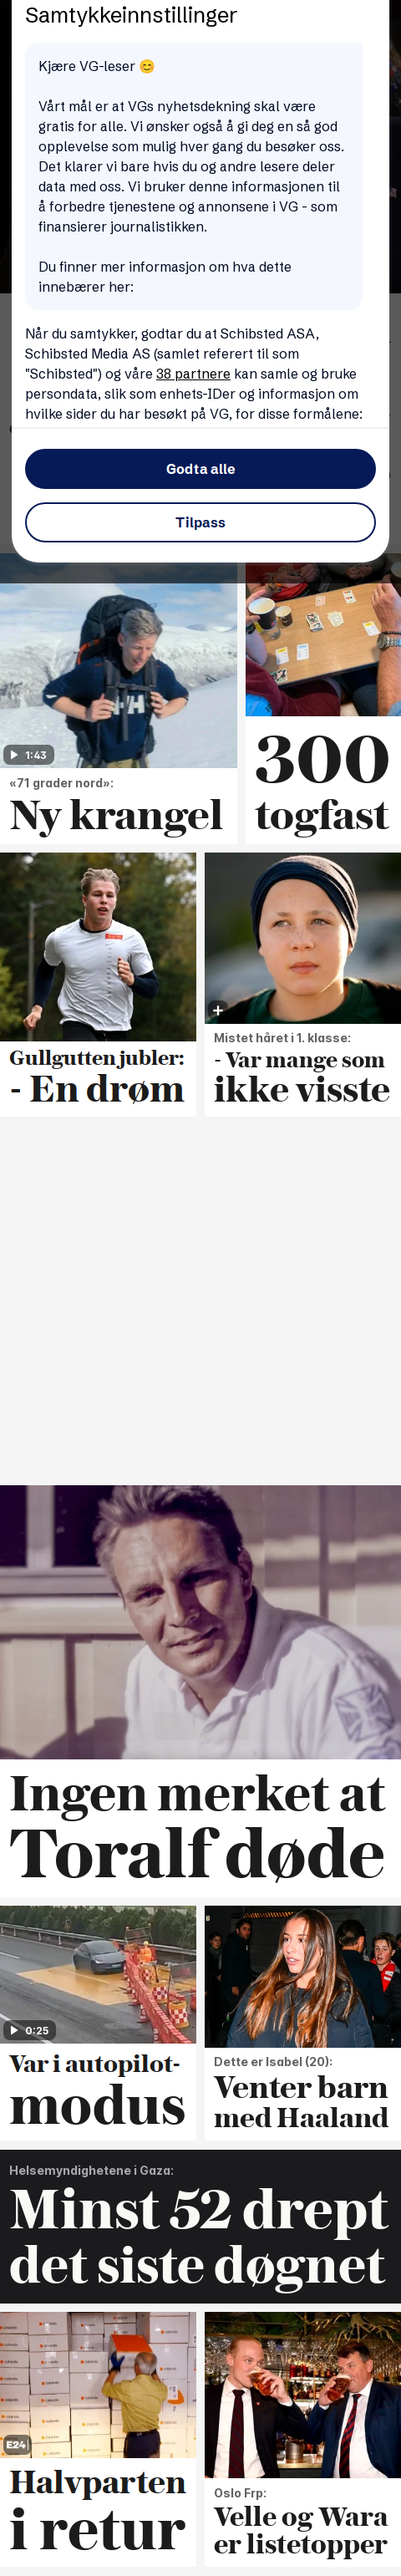 Samtykkeinnstillinger
Kjære VG-leser 😊
Vårt mål er at VGs nyhetsdekning skal være
gratis for alle. Vi ønsker også å gi deg en så god
opplevelse som mulig hver gang du besøker oss.
Det klarer vi bare hvis du og andre lesere deler
data med oss. Vi bruker denne informasjonen til
å forbedre tjenestene og annonsene i VG - som
finansierer journalistikken.
Du finner mer informasjon om hva dette
innebærer her:
Når du samtykker, godtar du at Schibsted ASA,
Schibsted Media AS (samlet referert til som
"Schibsted") og våre 38 partnere kan samle og bruke
persondata, slik som enhets-IDer og informasjon om
hvilke sider du har besøkt på VG, for disse formålene:
Godta alle
Tilpass
1:43
«71 grader nord»:
Ny krangel
300
togfast
Gullgutten jubler:
- En drøm
Mistet håret i 1. klasse:
- Var mange som
ikke visste
Ingen merket at
Toralf døde
0:25
Var i autopilot-
modus
Dette er Isabel (20):
Venter barn
med Haaland
Helsemyndighetene i Gaza:
Minst 52 drept
det siste døgnet
E24
Halvparten
i retur
Oslo Frp:
Velle og Wara
er listetopper